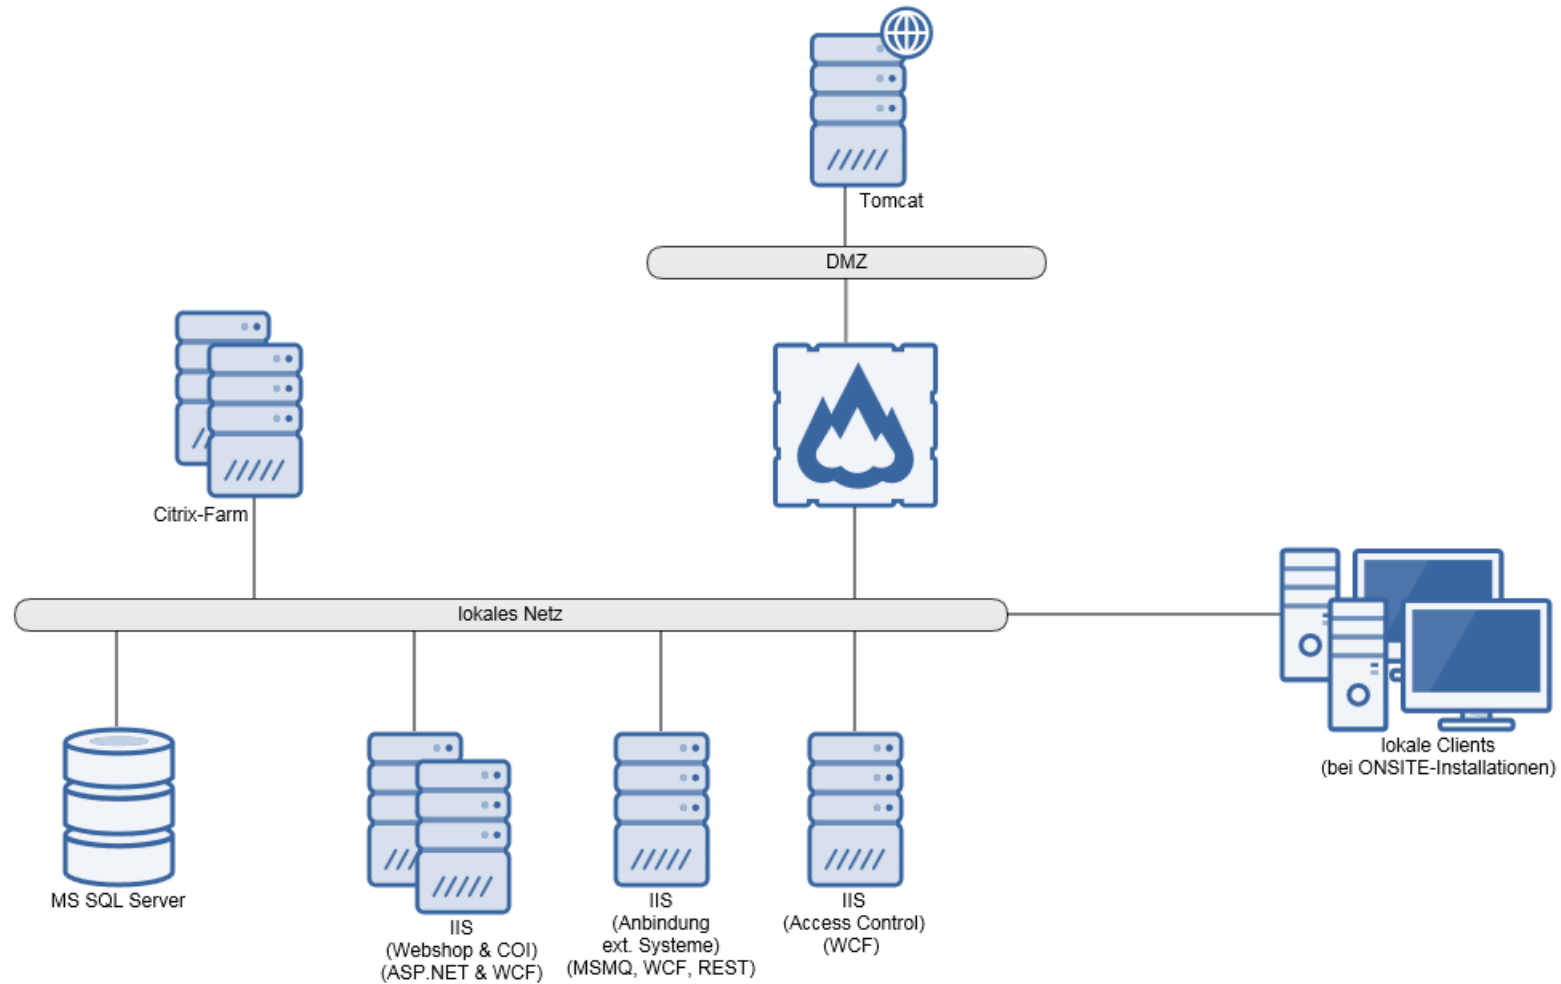 Tomcat
DMZ
Citrix-Farm
lokales Netz
lokale Clients
(bei ONSITE-Installationen)
MS SQL Server
IIS
(Webshop & COI)
(ASP.NET & WCF)
IIS
(Anbindung
ext. Systeme)
(MSMQ, WCF, REST)
IIS
(Access Control)
(WCF)